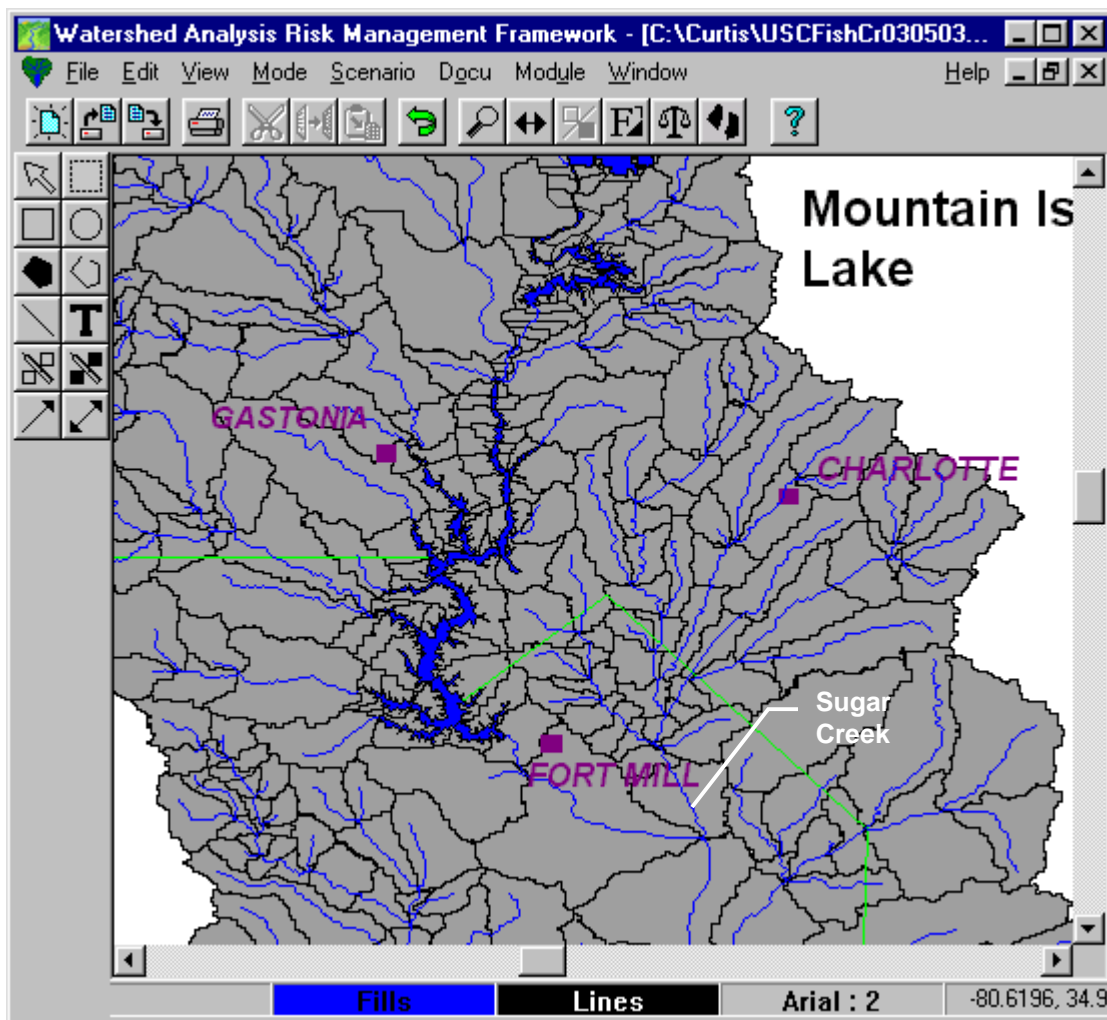 Watershed Analysis Risk Management Framework - [C:\Curtis\USCFishCr030503...
File Edit View Mode Scenario Docu Module Window Help
F
?
T
Mountain Is
Lake
GASTONIA
CHARLOTTE
Sugar
Creek
FORT MILL
Fills Lines Arial : 2 -80.6196, 34.9